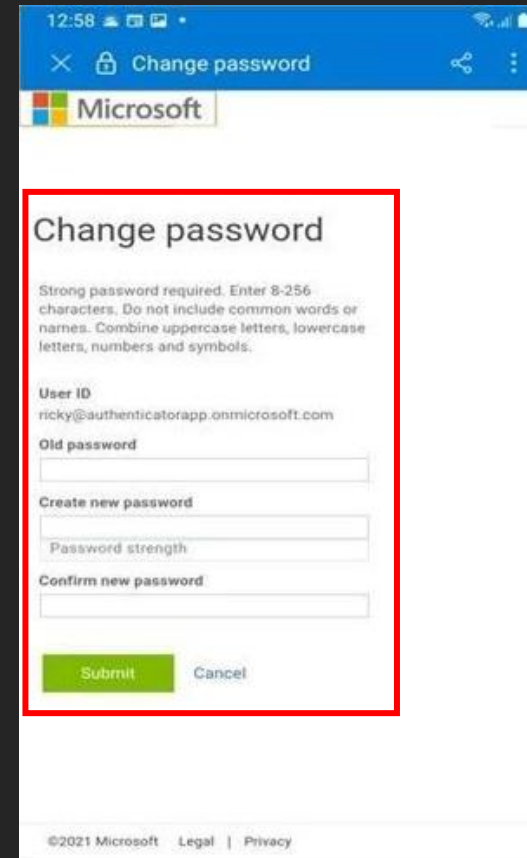 12:58
Change password
Microsoft
Change password
Strong password required. Enter 8-256
characters. Do not include common words or
names. Combine uppercase letters, lowercase
letters, numbers and symbols.
User ID
ricky@authenticatorapp.onmicrosoft.com
Old password
Create new password
Password strength
Confirm new password
Submit Cancel
©2021 Microsoft Legal | Privacy